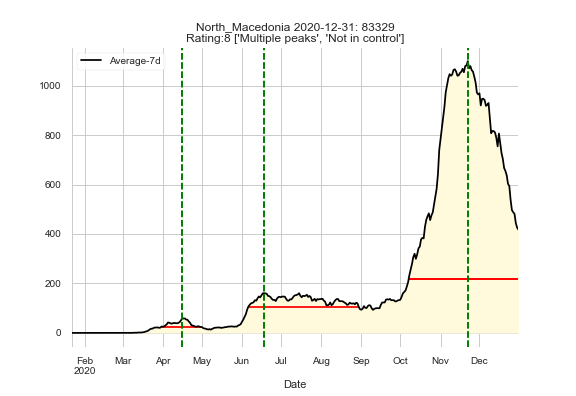 North_Macedonia 2020-12-31: 83329
Rating:8 ['Multiple peaks', 'Not in control']
Average-7d
1000
800
600
400
200
0
Feb Mar Apr May Jun Jul Aug Sep Oct Nov Dec
2020
Date